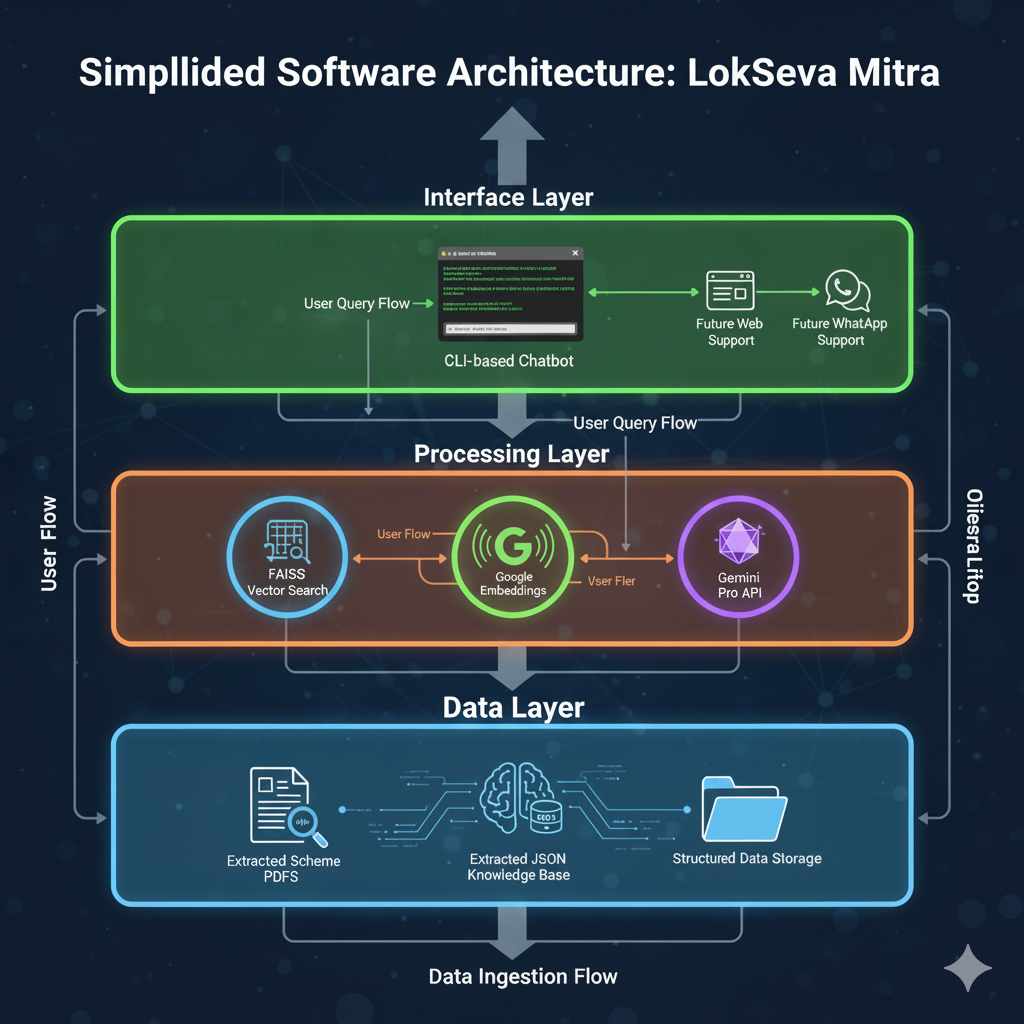 Simpllided Software Architecture: LokSeva Mitra
Interface Layer
User Query Flow
CLI-based Chatbot
Future Web
Support
Future WhatApp
Support
User Query Flow
Processing Layer
User Flow
FAISS
Vector Search
User Flow
G
Google
Embeddings
Vser Fler
Gemini
Pro API
OliesraLifop
Data Layer
Extracted Scheme
PDFS
Extracted JSON
Knowledge Base
Structured Data Storage
Data Ingestion Flow